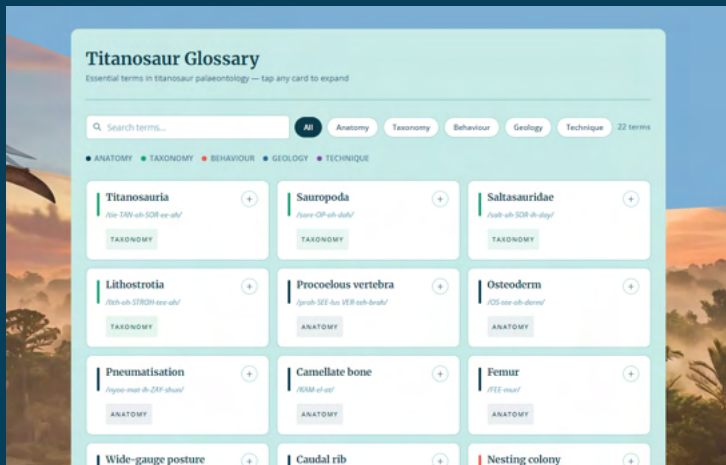 Titanosaur Glossary
Essential terms in titanosaur palaeontology — tap any card to expand
Search terms...
All Anatomy Taxonomy Behaviour Geology Technique 22 terms
ANATOMY TAXONOMY BEHAVIOUR GEOLOGY TECHNIQUE
Titanosauria
/tie-TAN-oh-SOR-ee-ah/
TAXONOMY
Sauropoda
/sore-OP-oh-dah/
TAXONOMY
Saltasauridae
/salt-oh-SOR-ih-day/
TAXONOMY
Lithostrotia
/lith-oh-STROH-tee-ah/
TAXONOMY
Procoelous vertebra
/proh-SEE-lus VER-teh-brah/
ANATOMY
Osteoderm
/OS-tee-oh-derm/
ANATOMY
Pneumatisation
/nyoo-mat-ih-ZAY-shun/
ANATOMY
Camellate bone
/KAM-el-at/
ANATOMY
Femur
/FEE-mur/
ANATOMY
Wide-gauge posture
Caudal rib
Nesting colony